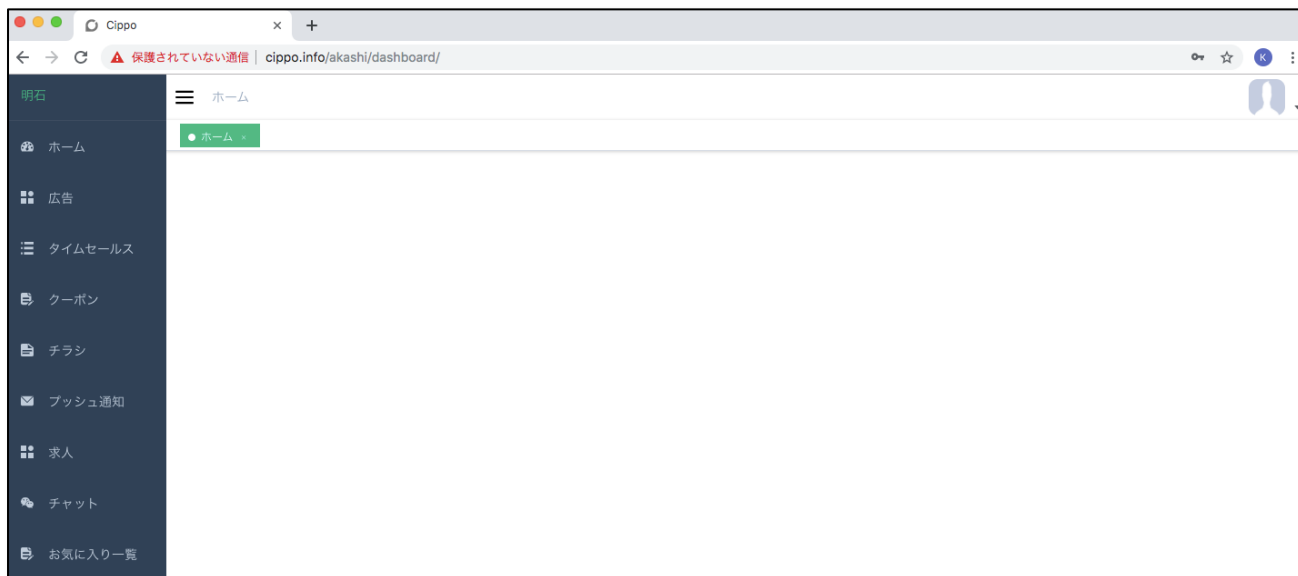 Cippo
保護されていない通信 cippo.info/akashi/dashboard/
K
明石
ホーム
ホーム
ホーム
広告
タイムセールス
クーポン
チラシ
プッシュ通知
求人
チャット
お気に入り一覧